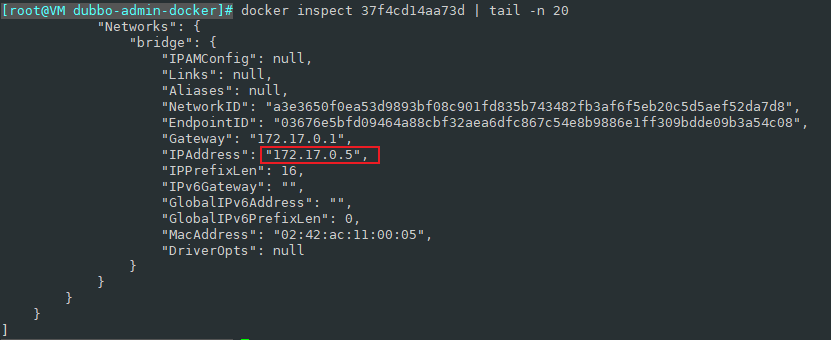 [root@VM dubbo-admin-docker]# docker inspect 37f4cd14aa73d | tail -n 20
            "Networks": {
                "bridge": {
                    "IPAMConfig": null,
                    "Links": null,
                    "Aliases": null,
                    "NetworkID": "a3e3650f0ea53d9893bf08c901fd835b743482fb3af6f5eb20c5d5aef52da7d8",
                    "EndpointID": "03676e5bfd09464a88cbf32aea6dfc867c54e8b9886e1ff309bdde09b3a54c08",
                    "Gateway": "172.17.0.1",
                    "IPAddress": "172.17.0.5",
                    "IPPrefixLen": 16,
                    "IPv6Gateway": "",
                    "GlobalIPv6Address": "",
                    "GlobalIPv6PrefixLen": 0,
                    "MacAddress": "02:42:ac:11:00:05",
                    "DriverOpts": null
                }
            }
        }
    }
]